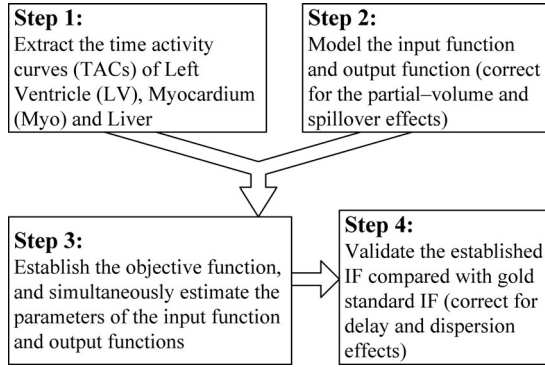 Step 1:
Extract the time activity
curves (TACs) of Left
Ventricle (LV), Myocardium
(Myo) and Liver
Step 2:
Model the input function
and output function (correct
for the partial–volume and
spillover effects)
Step 3:
Establish the objective function,
and simultaneously estimate the
parameters of the input function
and output functions
Step 4:
Validate the established
IF compared with gold
standard IF (correct for
delay and dispersion
effects)